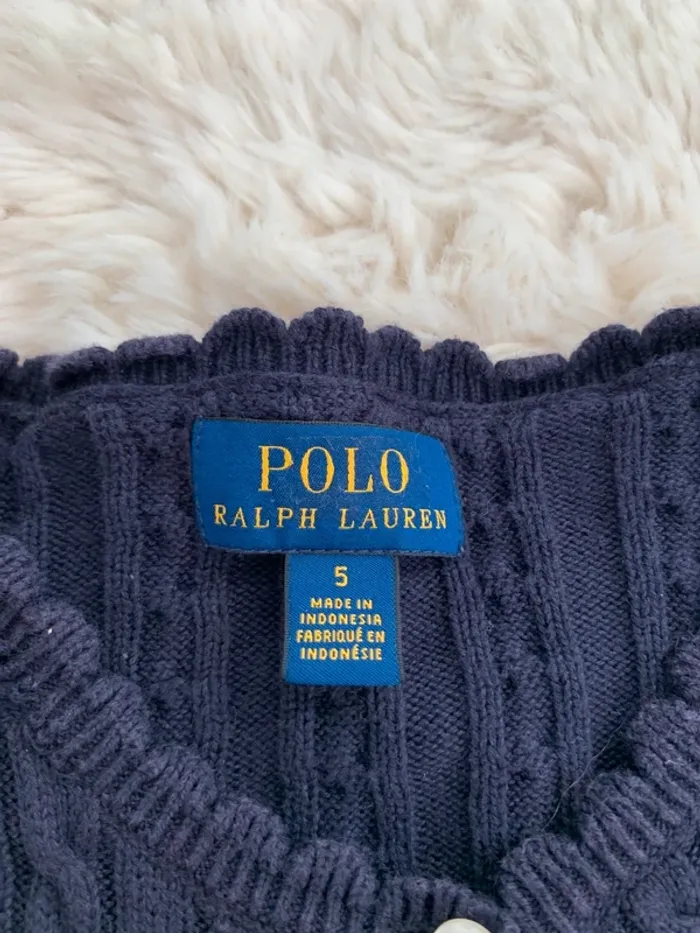 POLO
RALPH LAUREN
5
MADE IN
INDONESIA
FABRIQUÉ EN
INDONÉSIE